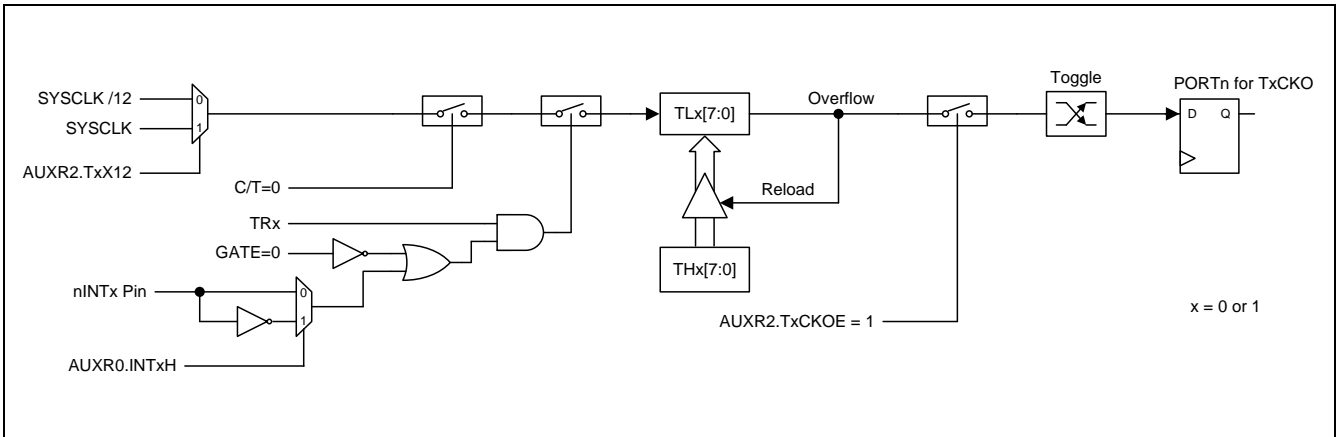 Toggle
PORTn for TxCKO
SYSCLK /12
0
TLx[7:0]
Overflow
D Q
SYSCLK
1
AUXR2.TxX12
C/T=0
Reload
TRx
GATE=0
THx[7:0]
nINTx Pin
0
x = 0 or 1
1
AUXR2.TxCKOE = 1
AUXR0.INTxH